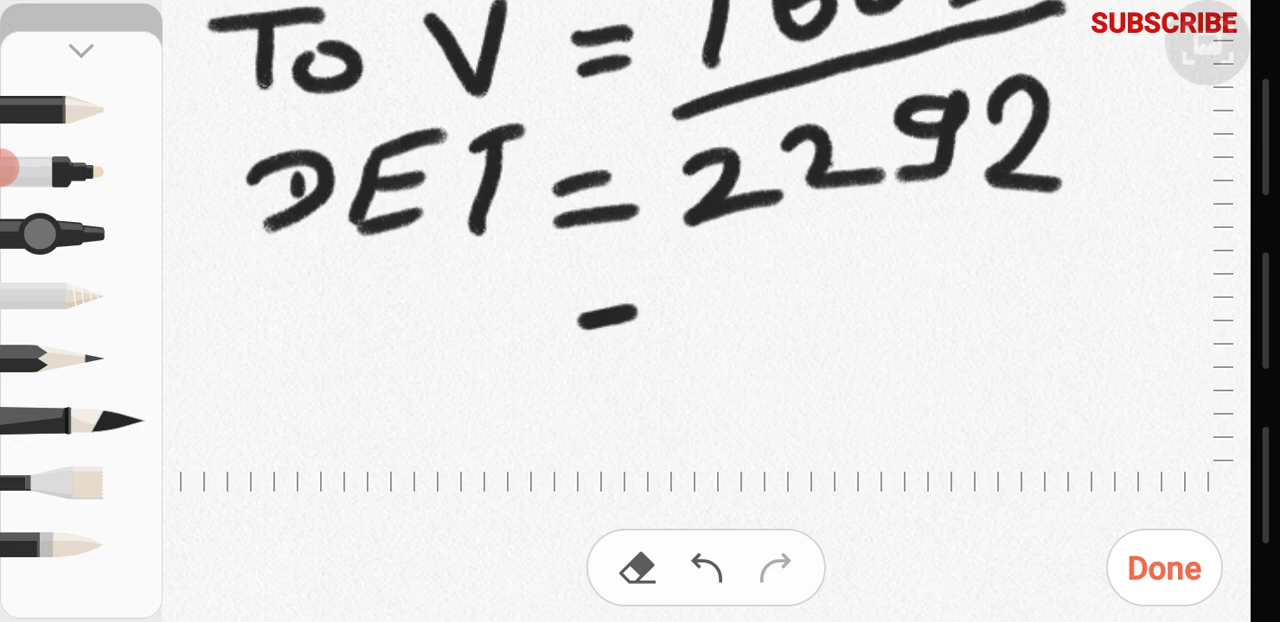 SUBSCRIBE
To V =
DET = 2292
-
Done